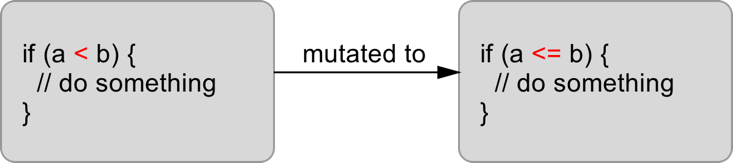 if (a < b) {
// do something
}
mutated to
if (a <= b) {
// do something
}